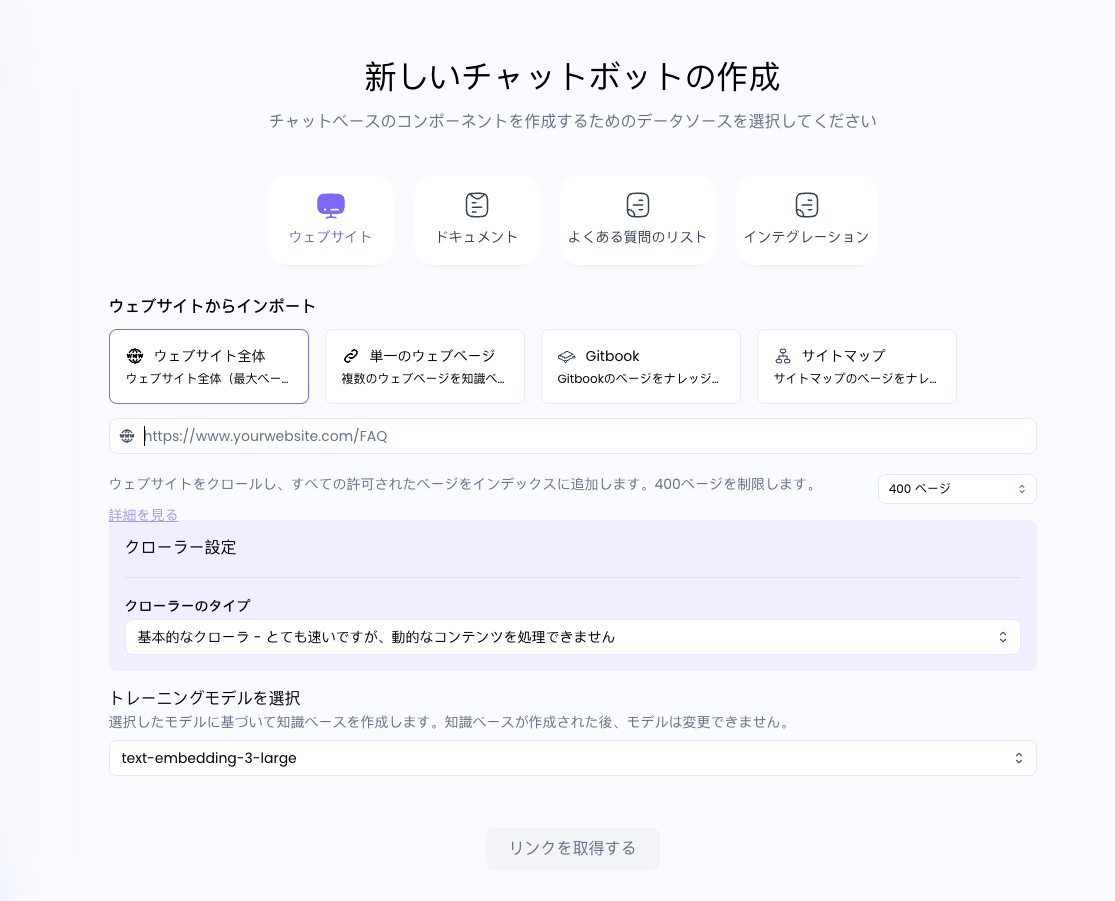 新しいチャットボットの作成
チャットベースのコンポーネントを作成するためのデータソースを選択してください
ウェブサイト
ドキュメント
よくある質問のリスト
インテグレーション
ウェブサイトからインポート
ウェブサイト全体
ウェブサイト全体（最大ペー...
単一のウェブページ
複数のウェブページを知識ベ...
Gitbook
Gitbookのページをナレッジ...
サイトマップ
サイトマップのページをナレ...
https://www.yourwebsite.com/FAQ
ウェブサイトをクロールし、すべての許可されたページをインデックスに追加します。400ページを制限します。
400 ページ
詳細を見る
クローラー設定
クローラーのタイプ
基本的なクローラ - とても速いですが、動的なコンテンツを処理できません
トレーニングモデルを選択
選択したモデルに基づいて知識ベースを作成します。知識ベースが作成された後、モデルは変更できません。
text-embedding-3-large
リンクを取得する